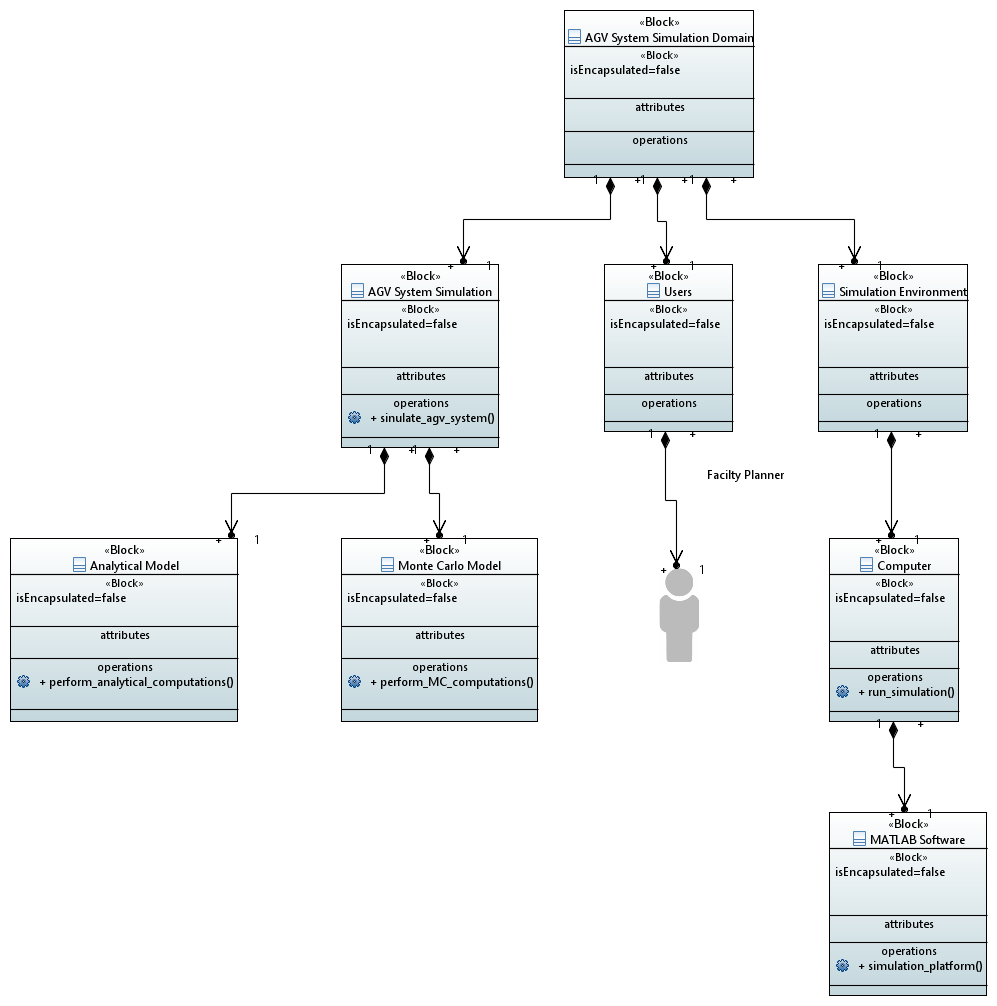 «Block»
AGV System Simulation Domain
«Block»
isEncapsulated=false
attributes
operations
1 +1 +1 +
+ 1
«Block»
AGV System Simulation
«Block»
isEncapsulated=false
attributes
operations
+ sinulate_agv_system()
1 +1 +
+ 1
«Block»
Users
«Block»
isEncapsulated=false
attributes
operations
1 +
+ 1
«Block»
Simulation Environment
«Block»
isEncapsulated=false
attributes
operations
1 +
Facilty Planner
+ 1
«Block»
Analytical Model
«Block»
isEncapsulated=false
attributes
operations
+ perform_analytical_computations()
+ 1
«Block»
Monte Carlo Model
«Block»
isEncapsulated=false
attributes
operations
+ perform_MC_computations()
+ 1
+ 1
«Block»
Computer
«Block»
isEncapsulated=false
attributes
operations
+ run_simulation()
1 +
+ 1
«Block»
MATLAB Software
«Block»
isEncapsulated=false
attributes
operations
+ simulation_platform()